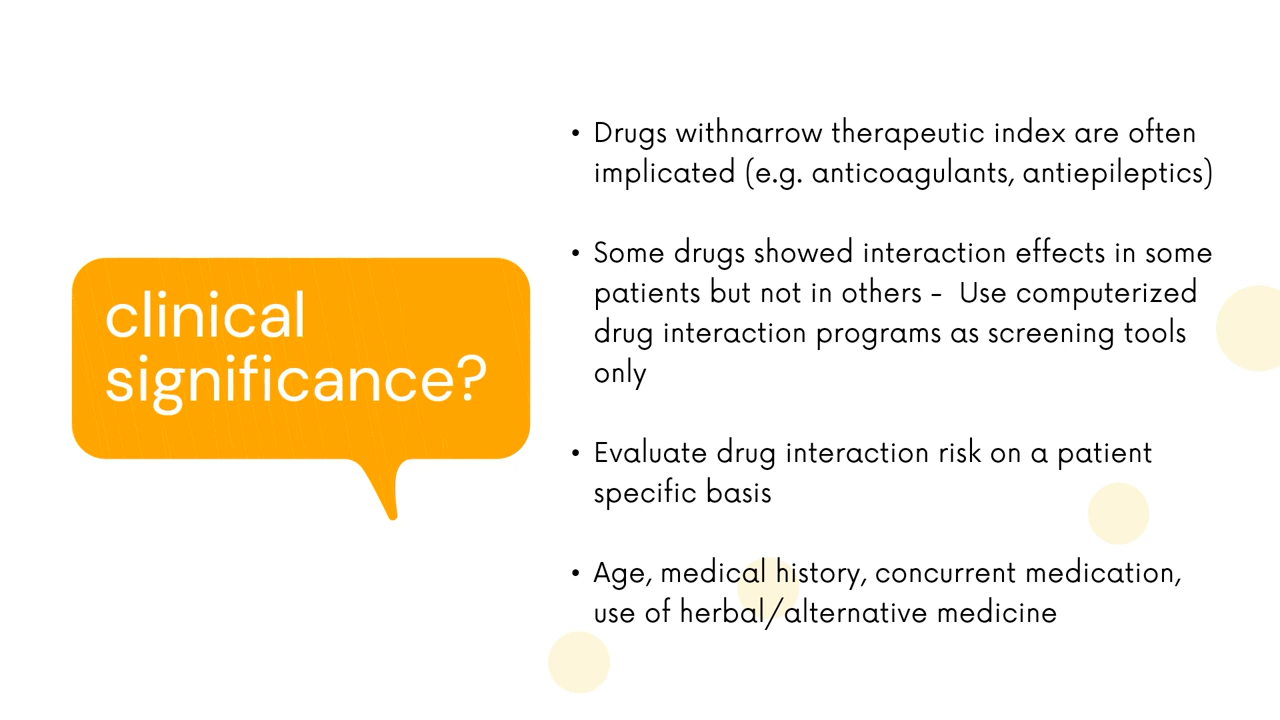 clinical
significance?
• Drugs withnarrow therapeutic index are often
implicated (e.g. anticoagulants, antiepileptics)
• Some drugs showed interaction effects in some
patients but not in others -  Use computerized
drug interaction programs as screening tools
only
• Evaluate drug interaction risk on a patient
specific basis
• Age, medical history, concurrent medication,
use of herbal/alternative medicine